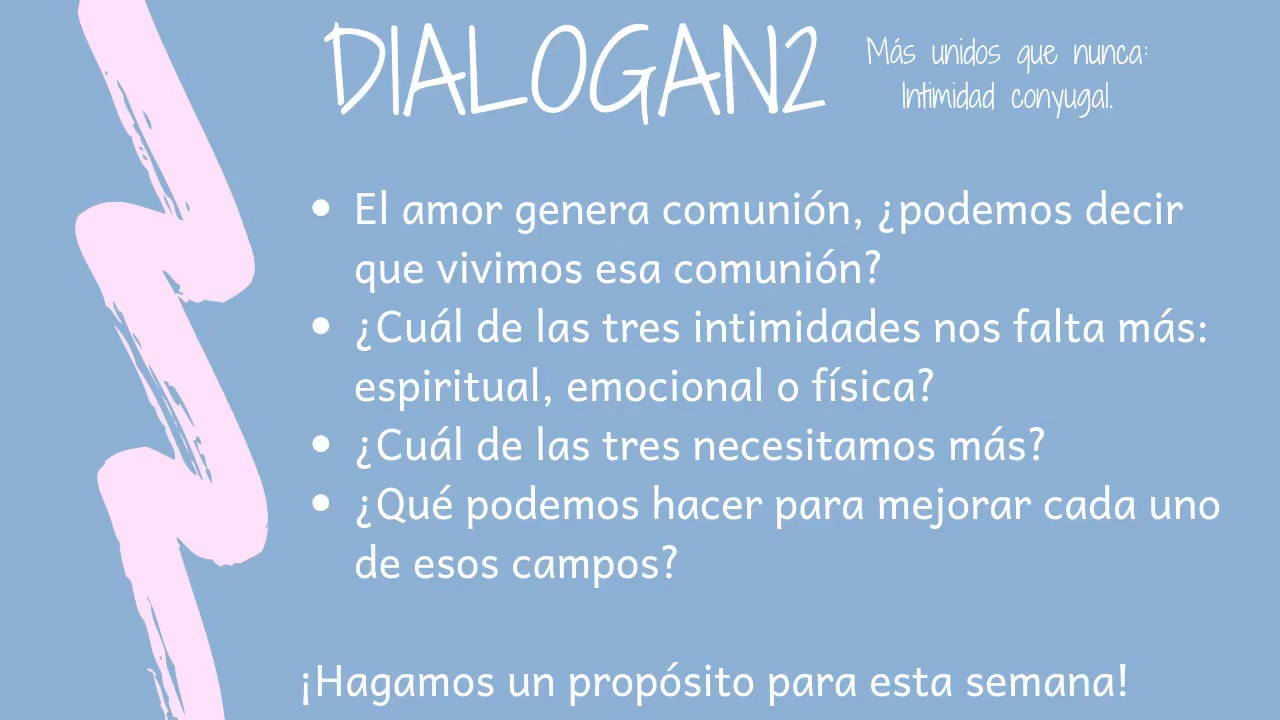 DIALOGAN2
Más unidos que nunca:
Intimidad conyugal.
• El amor genera comunión, ¿podemos decir
que vivimos esa comunión?
• ¿Cuál de las tres intimidades nos falta más:
espiritual, emocional o física?
• ¿Cuál de las tres necesitamos más?
• ¿Qué podemos hacer para mejorar cada uno
de esos campos?
¡Hagamos un propósito para esta semana!